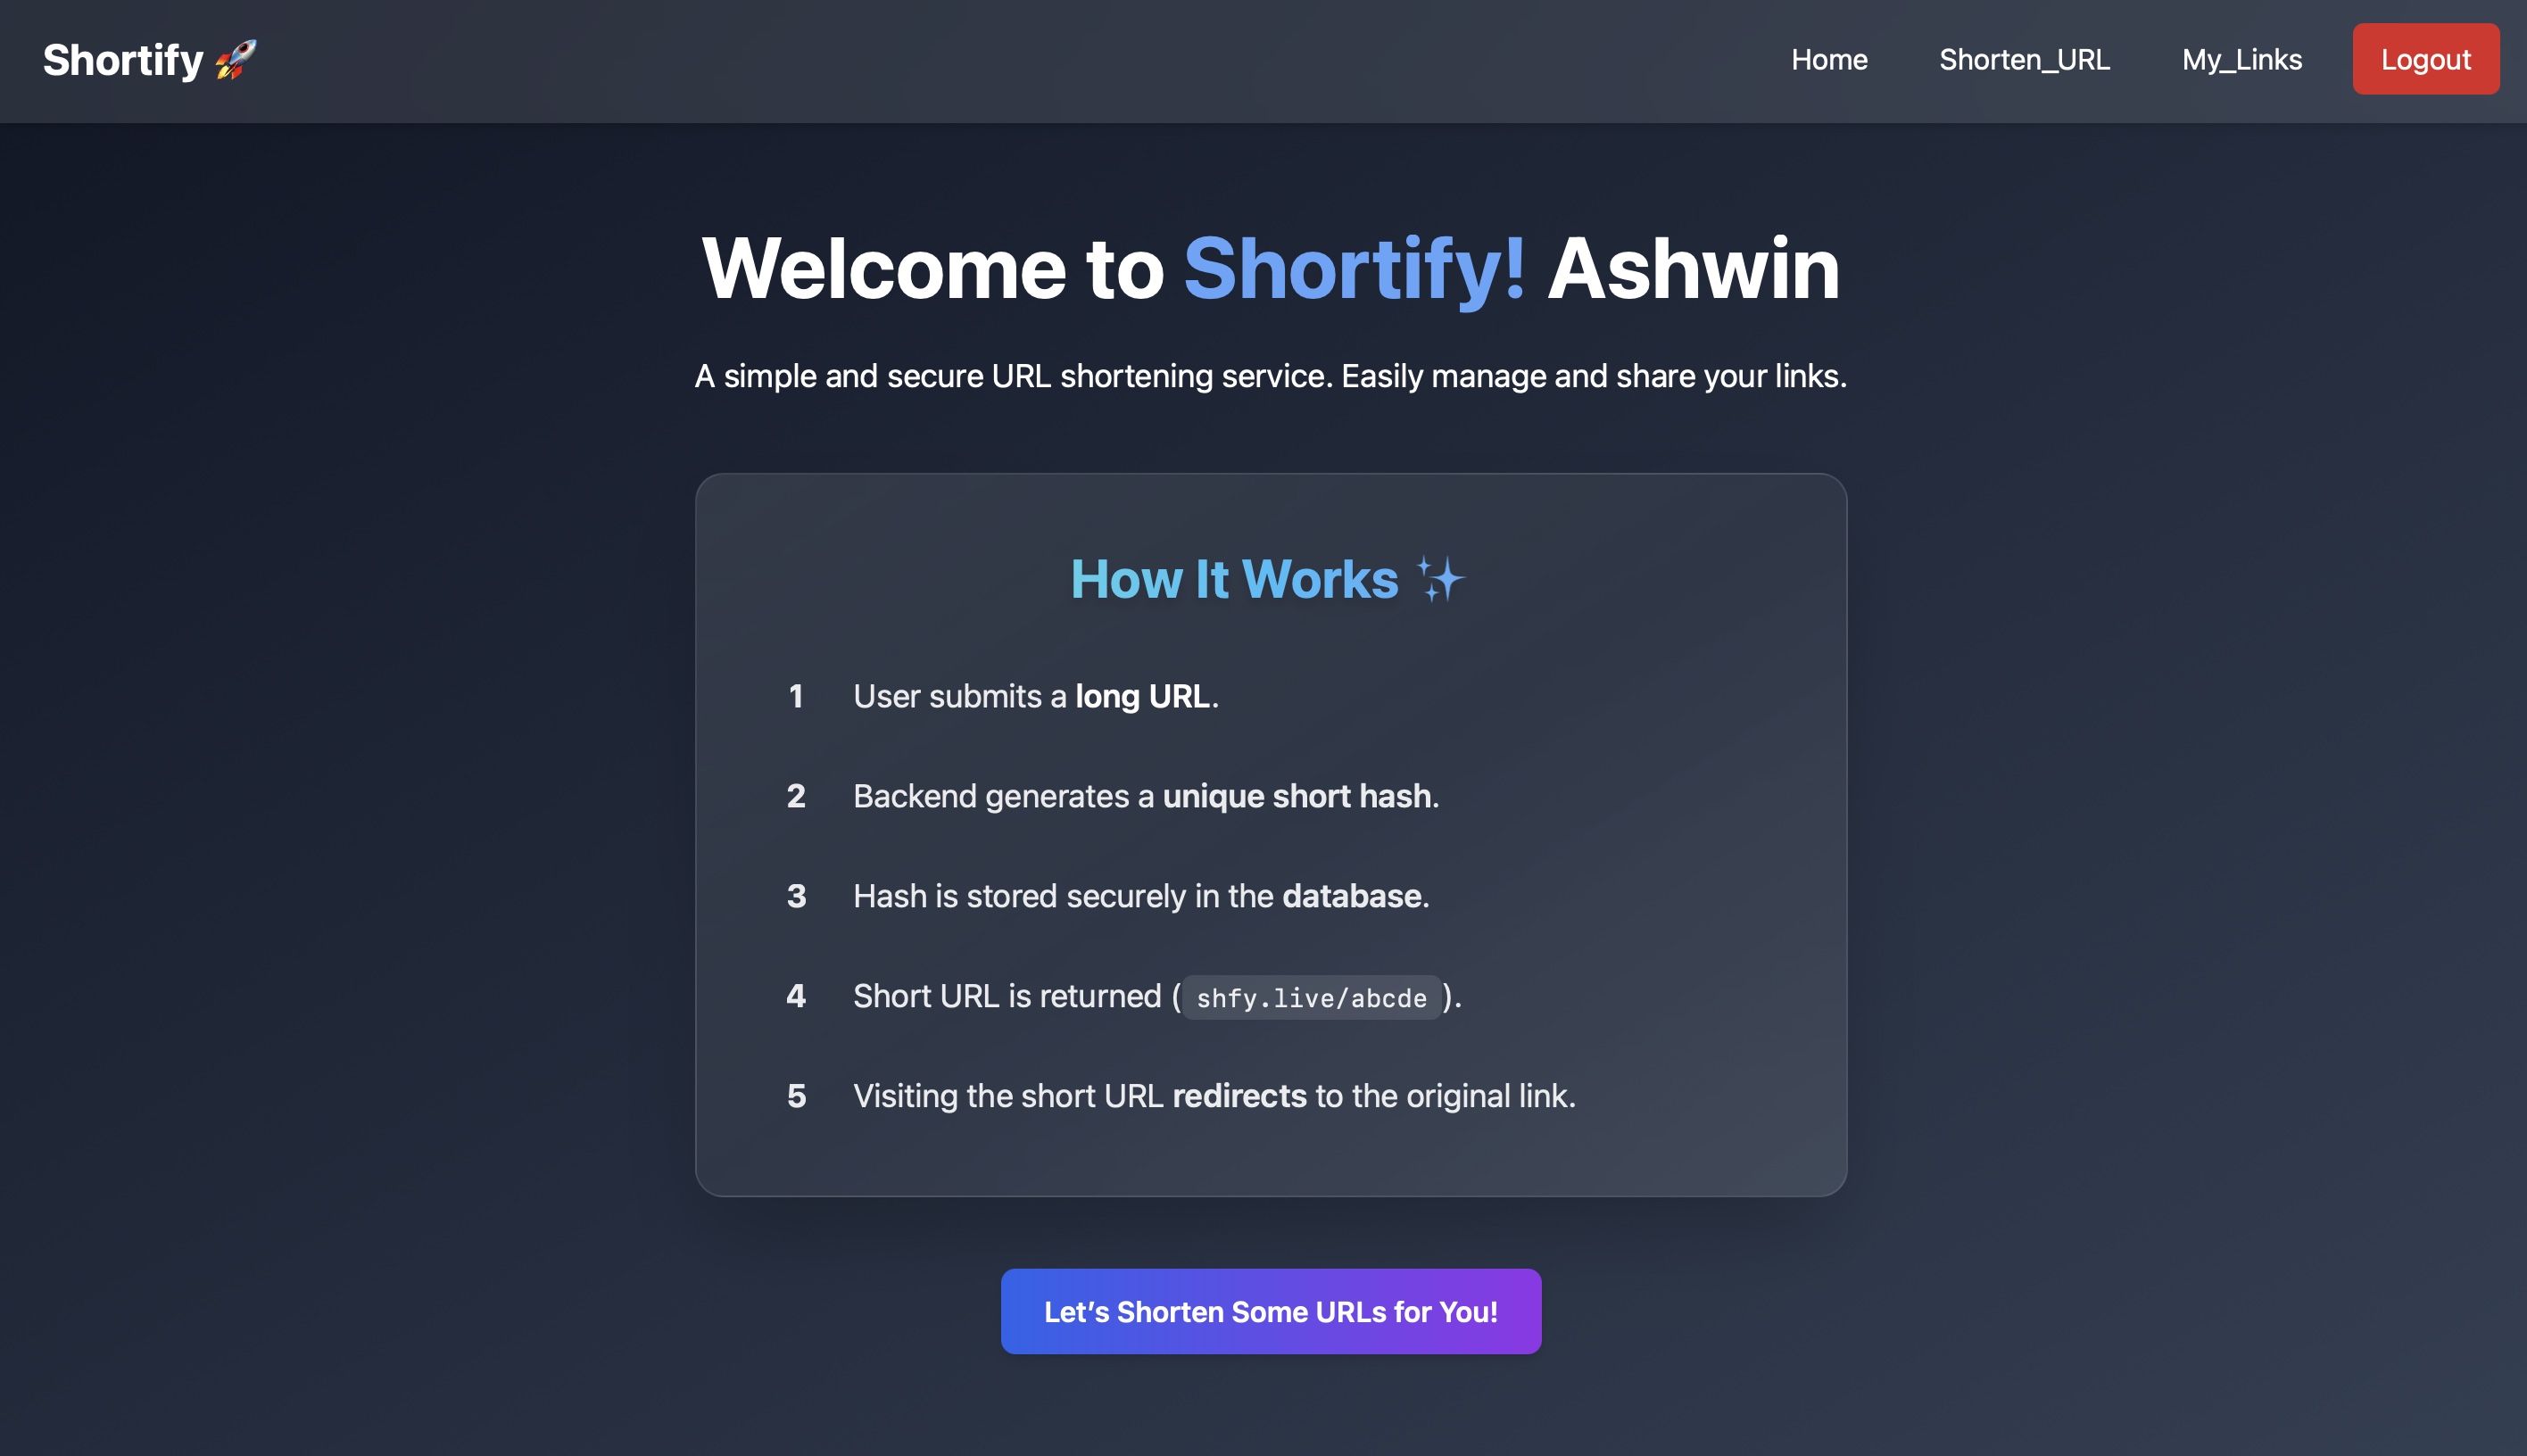 Shortify 🚀
Home
Shorten_URL
My_Links
Logout
Welcome to Shortify! Ashwin
A simple and secure URL shortening service. Easily manage and share your links.
How It Works ✨
1 User submits a long URL.
2 Backend generates a unique short hash.
3 Hash is stored securely in the database.
4 Short URL is returned ( shfy.live/abcde ).
5 Visiting the short URL redirects to the original link.
Let’s Shorten Some URLs for You!